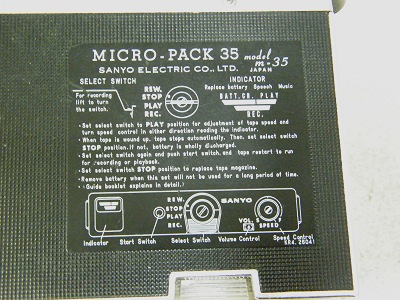 MICRO-PACK 35 model m-35
SANYO ELECTRIC CO., LTD. JAPAN
SELECT SWITCH
INDICATOR
For recording lift to turn the switch.
REW.
STOP
PLAY
REC.
Replace battery Speech Music
BATT. CR. PLAY
REC.
• Set select switch to PLAY position for adjustment of tape speed and
turn speed control in either direction reading the indicator.
• When tape is wound up, tape stops automatically. Then set select switch
STOP position. If not, battery is wholly discharged.
• Set select switch again and push start switch, and tape restart to run
for recording or playback.
• Set select switch STOP position to replace tape magazine.
• Remove battery when this set will not be used for a long period of time.
(Guide booklet explains in detail.)
REW.
STOP
PLAY
REC.
SANYO
VOL. S F
SPEED
Indicator Start Switch Select Switch Volume Control Speed Control
SR4. 26041